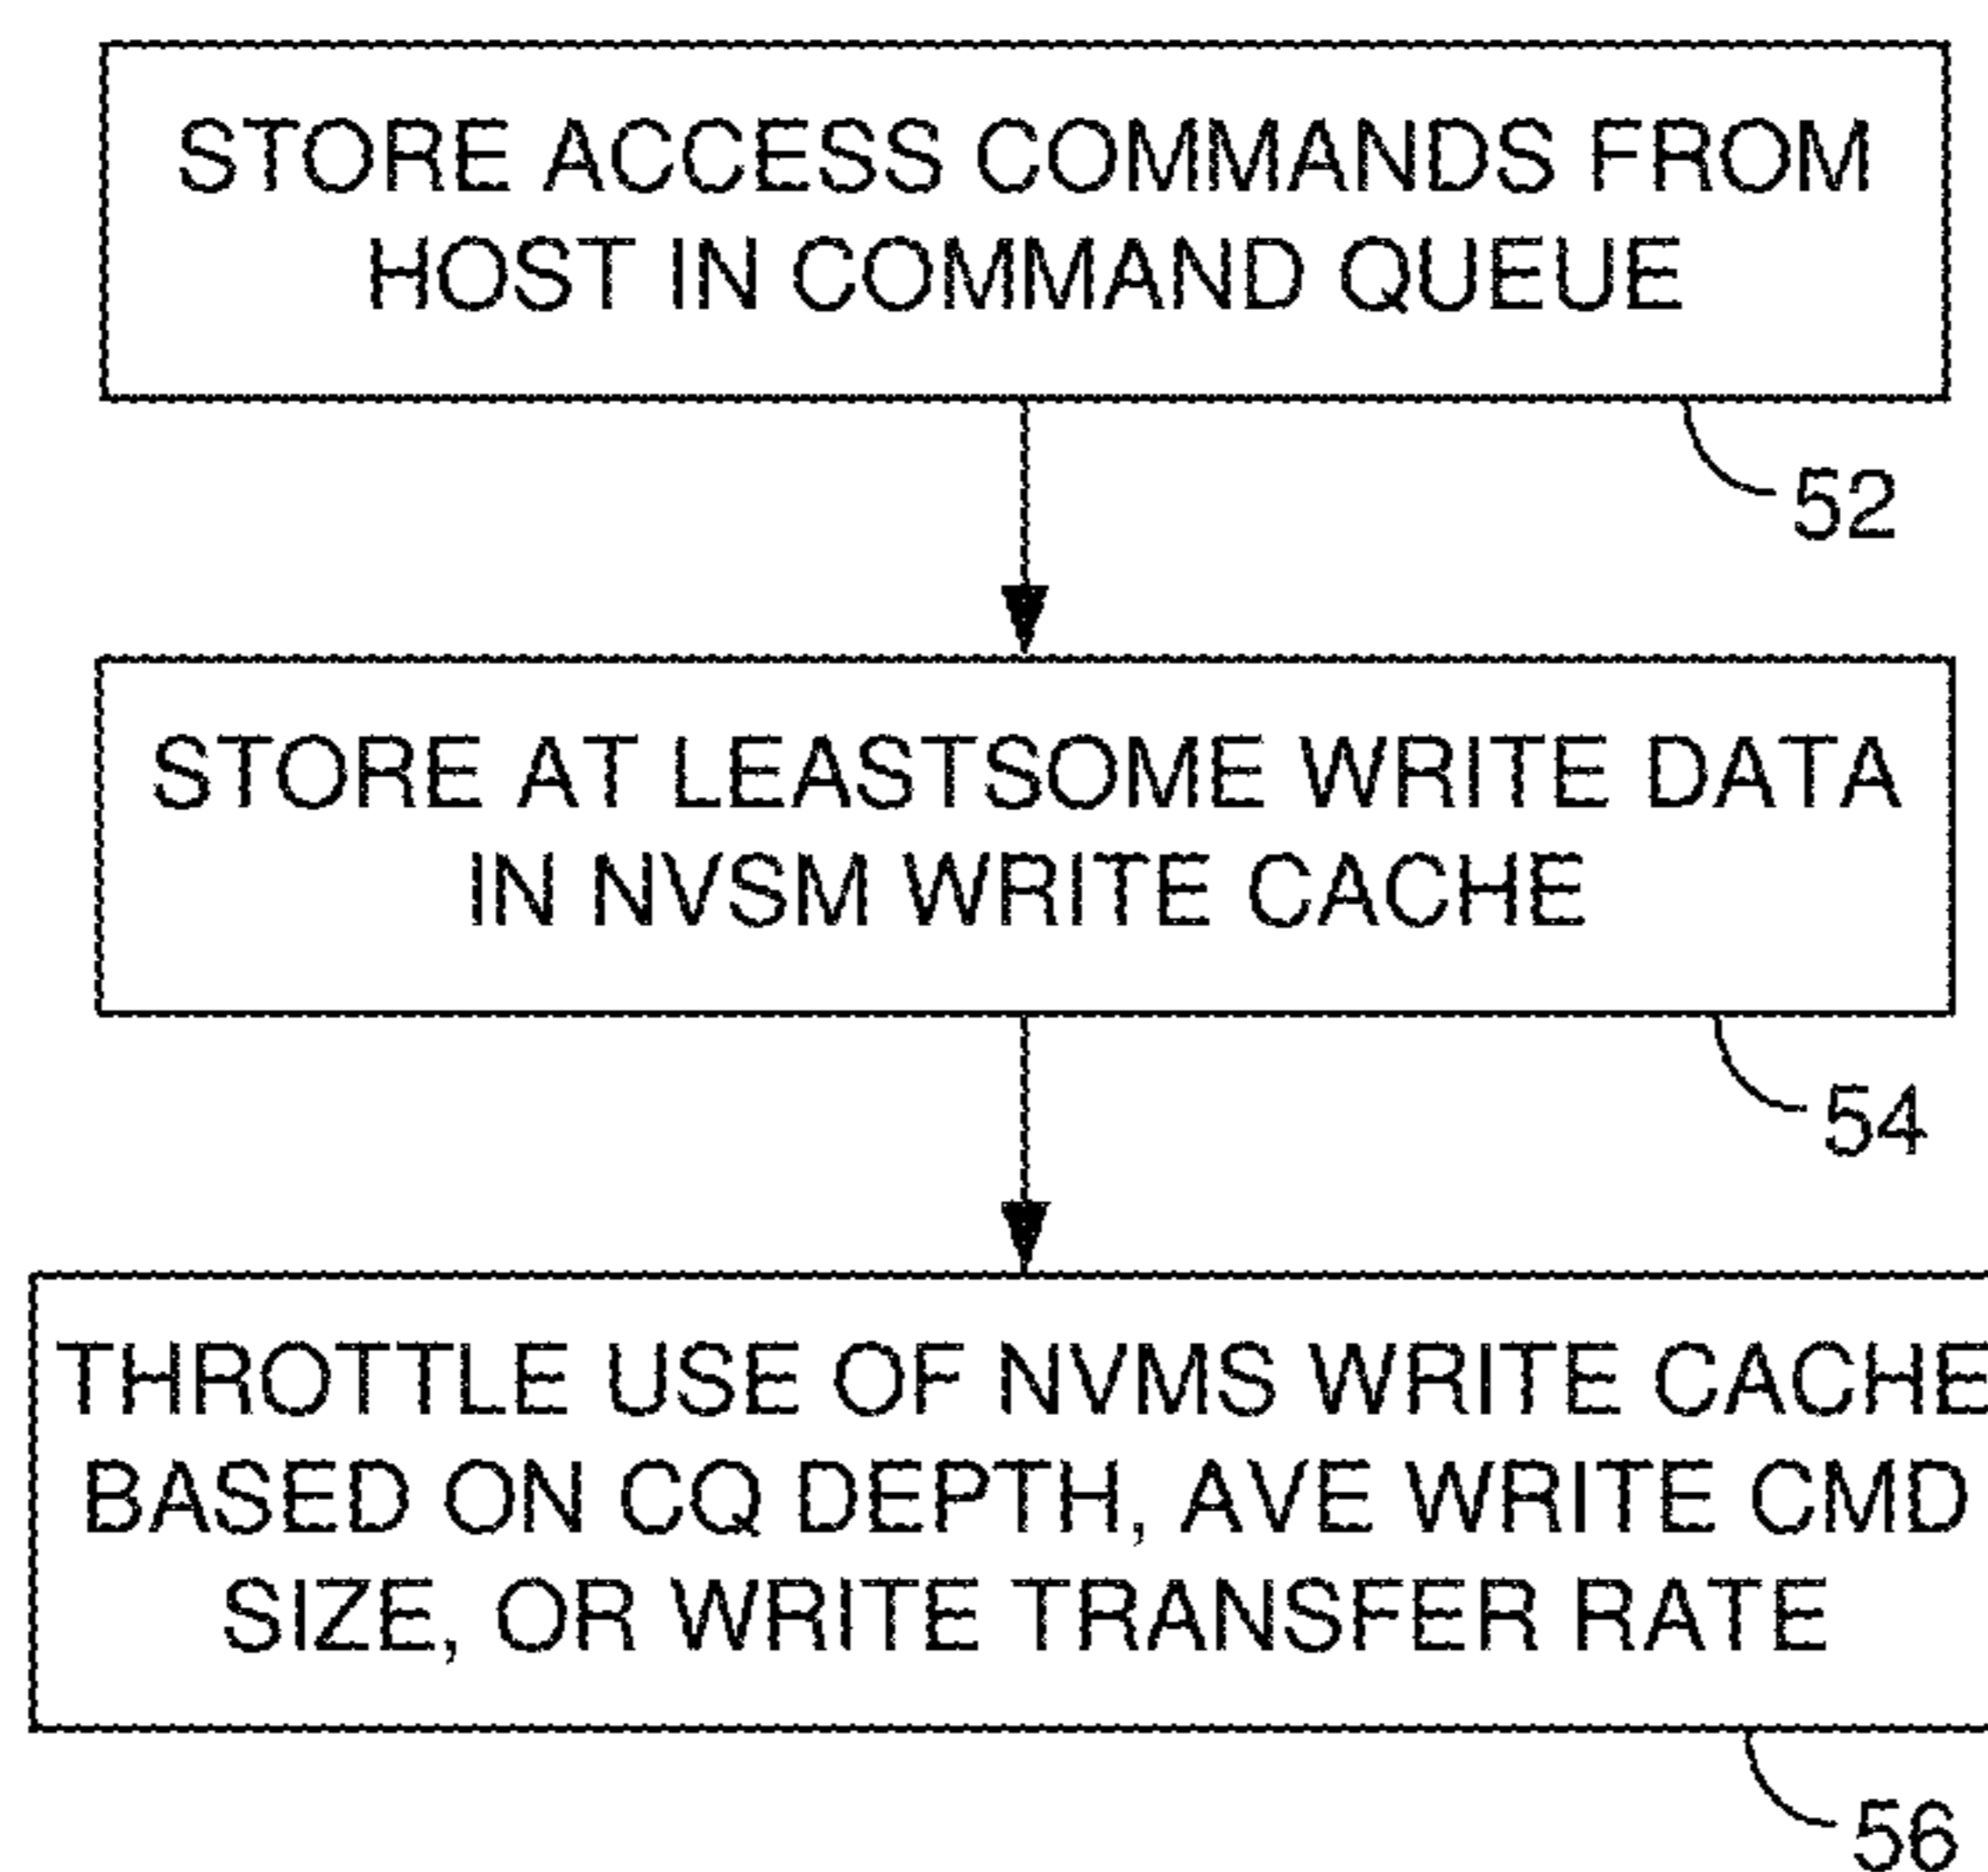 STORE ACCESS COMMANDS FROM
HOST IN COMMAND QUEUE
52
STORE AT LEASTSOME WRITE DATA
IN NVSM WRITE CACHE
54
THROTTLE USE OF NVMS WRITE CACHE
BASED ON CQ DEPTH, AVE WRITE CMD
SIZE, OR WRITE TRANSFER RATE
56